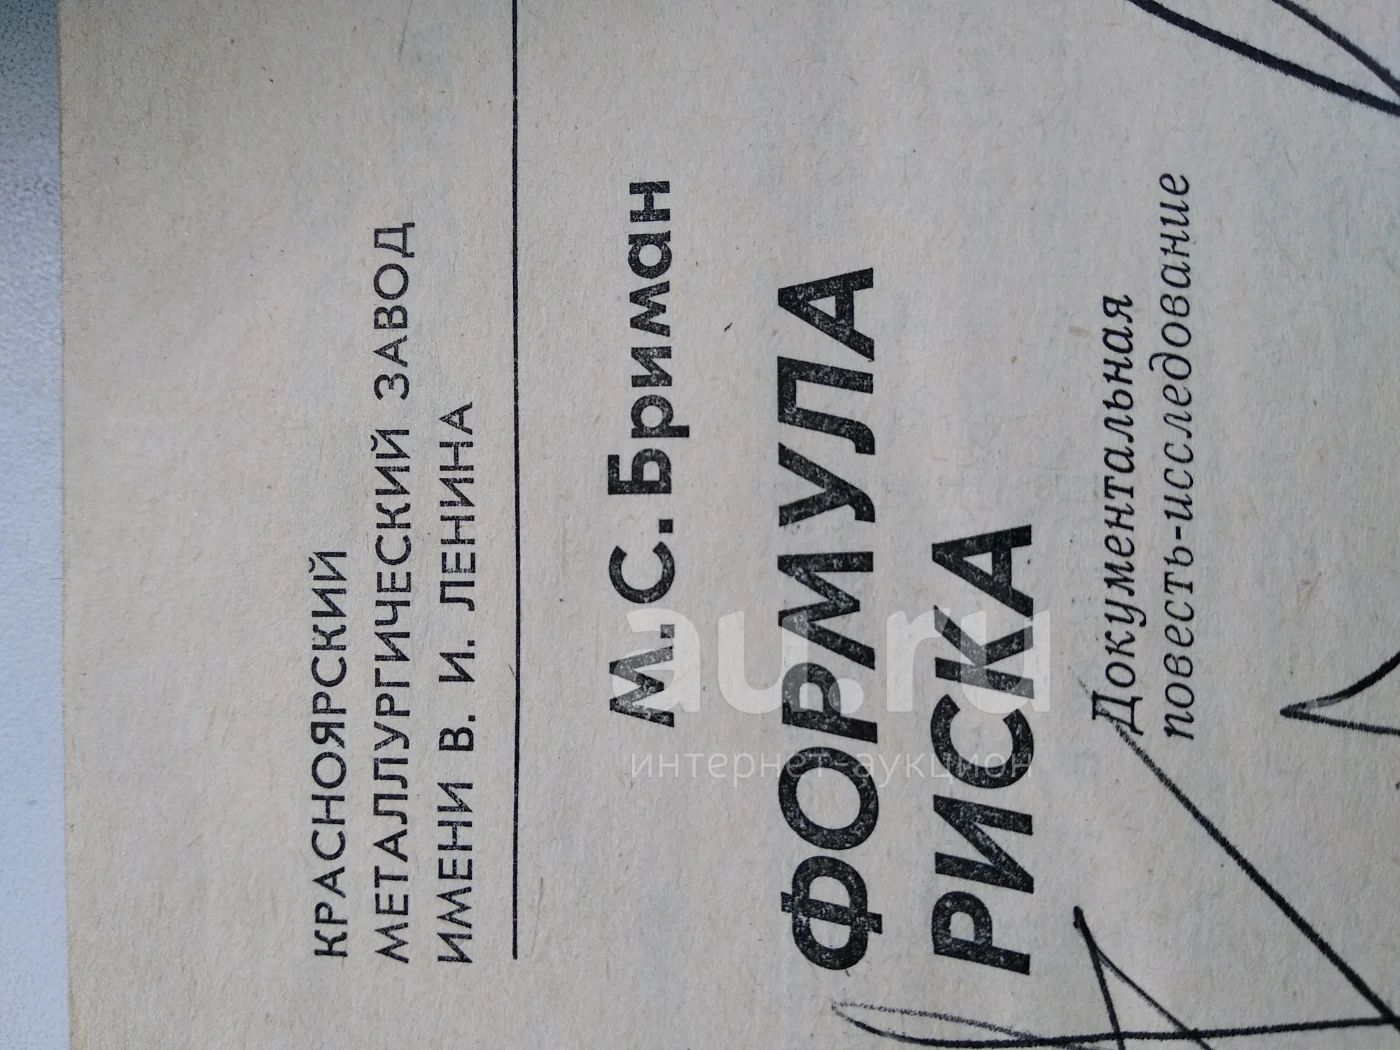 КРАСНОЯРСКИЙ
МЕТАЛЛУРГИЧЕСКИЙ ЗАВОД
ИМЕНИ В. И. ЛЕНИНА
М. С. Бриман
ФОРМУЛА
РИСКА
Документальная
повесть-исследование
au.ru
интернет-аукцион